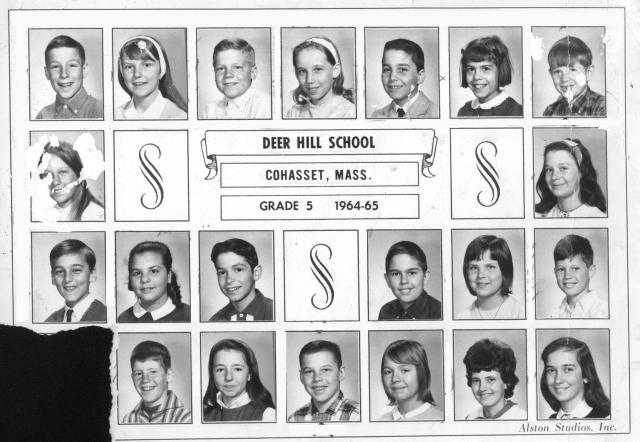 DEER HILL SCHOOL
COHASSET, MASS.
GRADE 5 1964-65
Alston Studios, Inc.